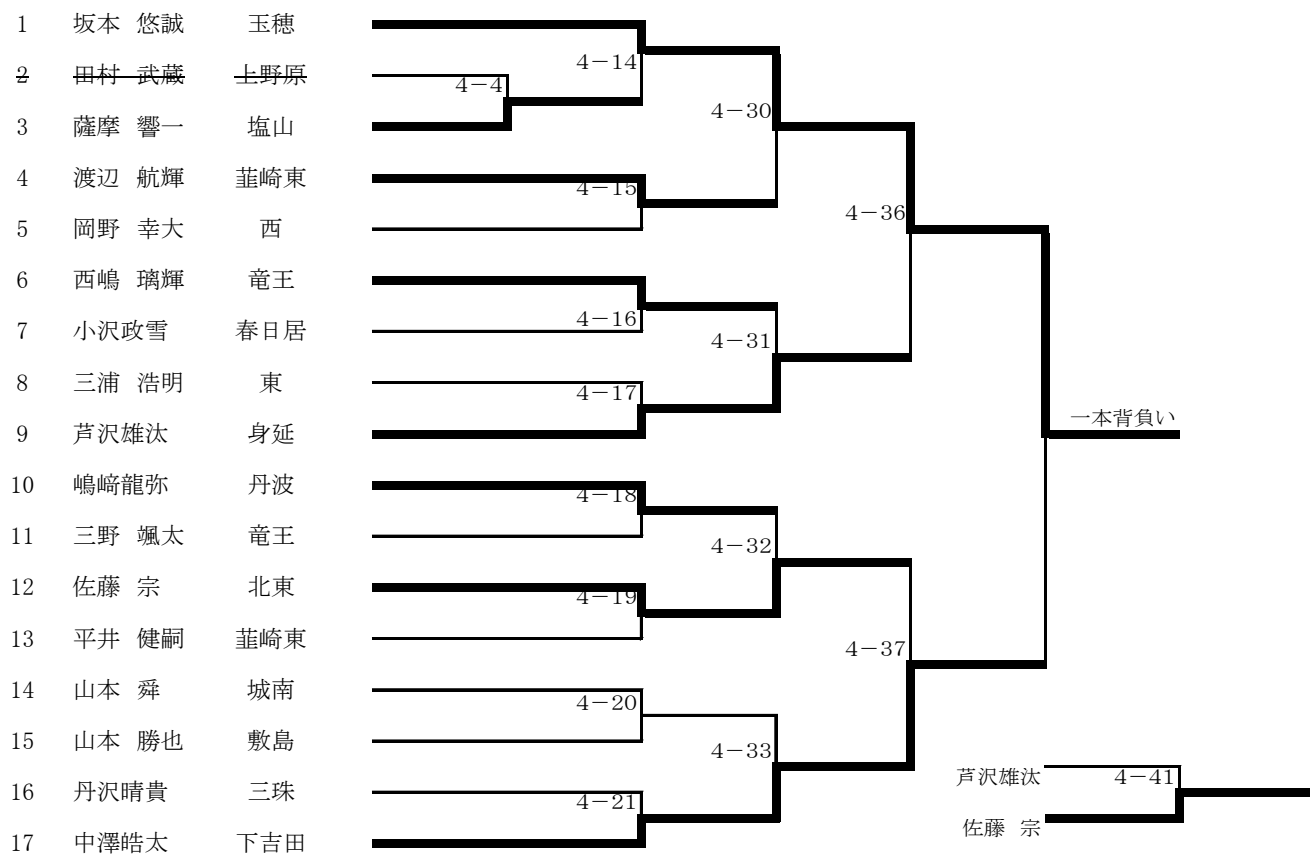 1 坂本 悠誠 玉穂
4－14
2 田村 武蔵 上野原
4－4
4－30
3 薩摩 響一 塩山
4 渡辺 航輝 韮崎東
4－15
4－36
5 岡野 幸大 西
6 西嶋 璃輝 竜王
4－16
7 小沢政雪 春日居
4－31
8 三浦 浩明 東
4－17
一本背負い
9 芦沢雄汰 身延
10 嶋﨑龍弥 丹波
4－18
11 三野 颯太 竜王
4－32
12 佐藤 宗 北東
4－19
13 平井 健嗣 韮崎東
4－37
14 山本 舜 城南
4－20
15 山本 勝也 敷島
4－33
芦沢雄汰 4－41
16 丹沢晴貴 三珠
4－21
佐藤 宗
17 中澤皓太 下吉田